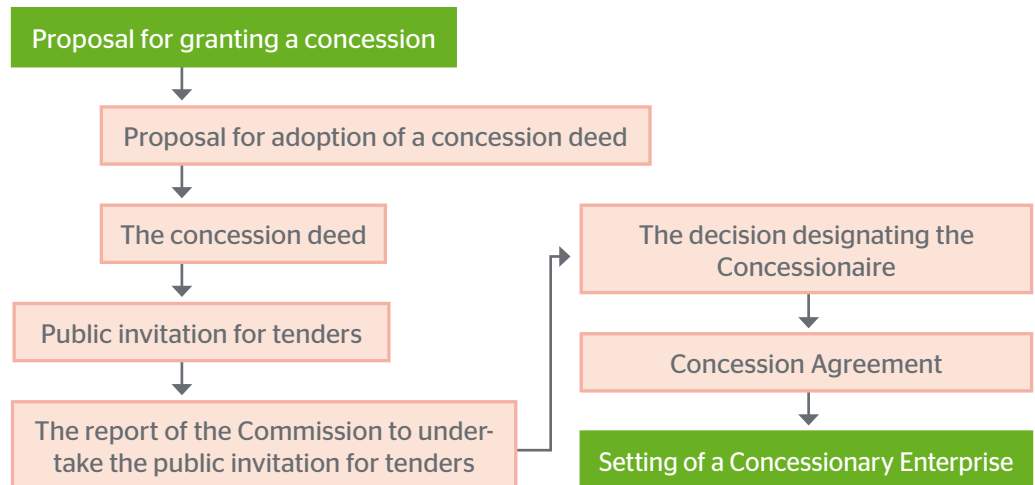 Proposal for granting a concession
Proposal for adoption of a concession deed
The concession deed
Public invitation for tenders
The report of the Commission to under-
take the public invitation for tenders
The decision designating the
Concessionaire
Concession Agreement
Setting of a Concessionary Enterprise